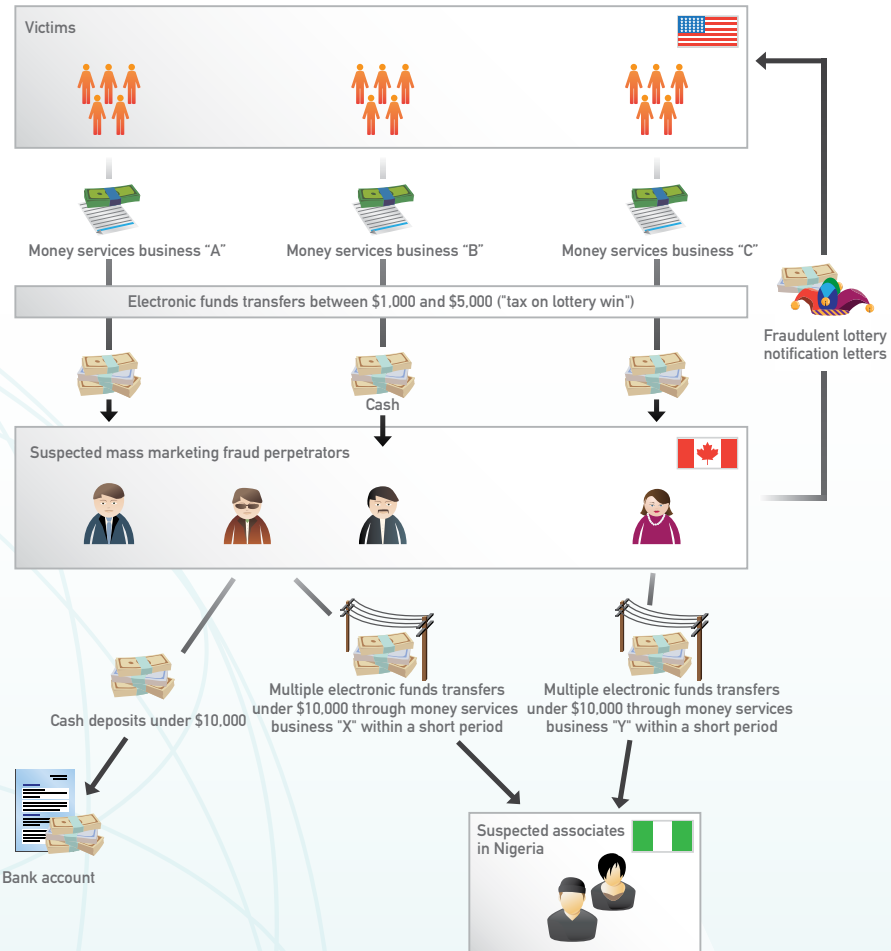 Victims
Money services business “A”
Money services business “B”
Money services business “C”
Electronic funds transfers between $1,000 and $5,000 ("tax on lottery win")
Fraudulent lottery
notification letters
Cash
Suspected mass marketing fraud perpetrators
Cash deposits under $10,000
Multiple electronic funds transfers
under $10,000 through money services
business "X" within a short period
Multiple electronic funds transfers
under $10,000 through money services
business "Y" within a short period
Bank account
Suspected associates
in Nigeria